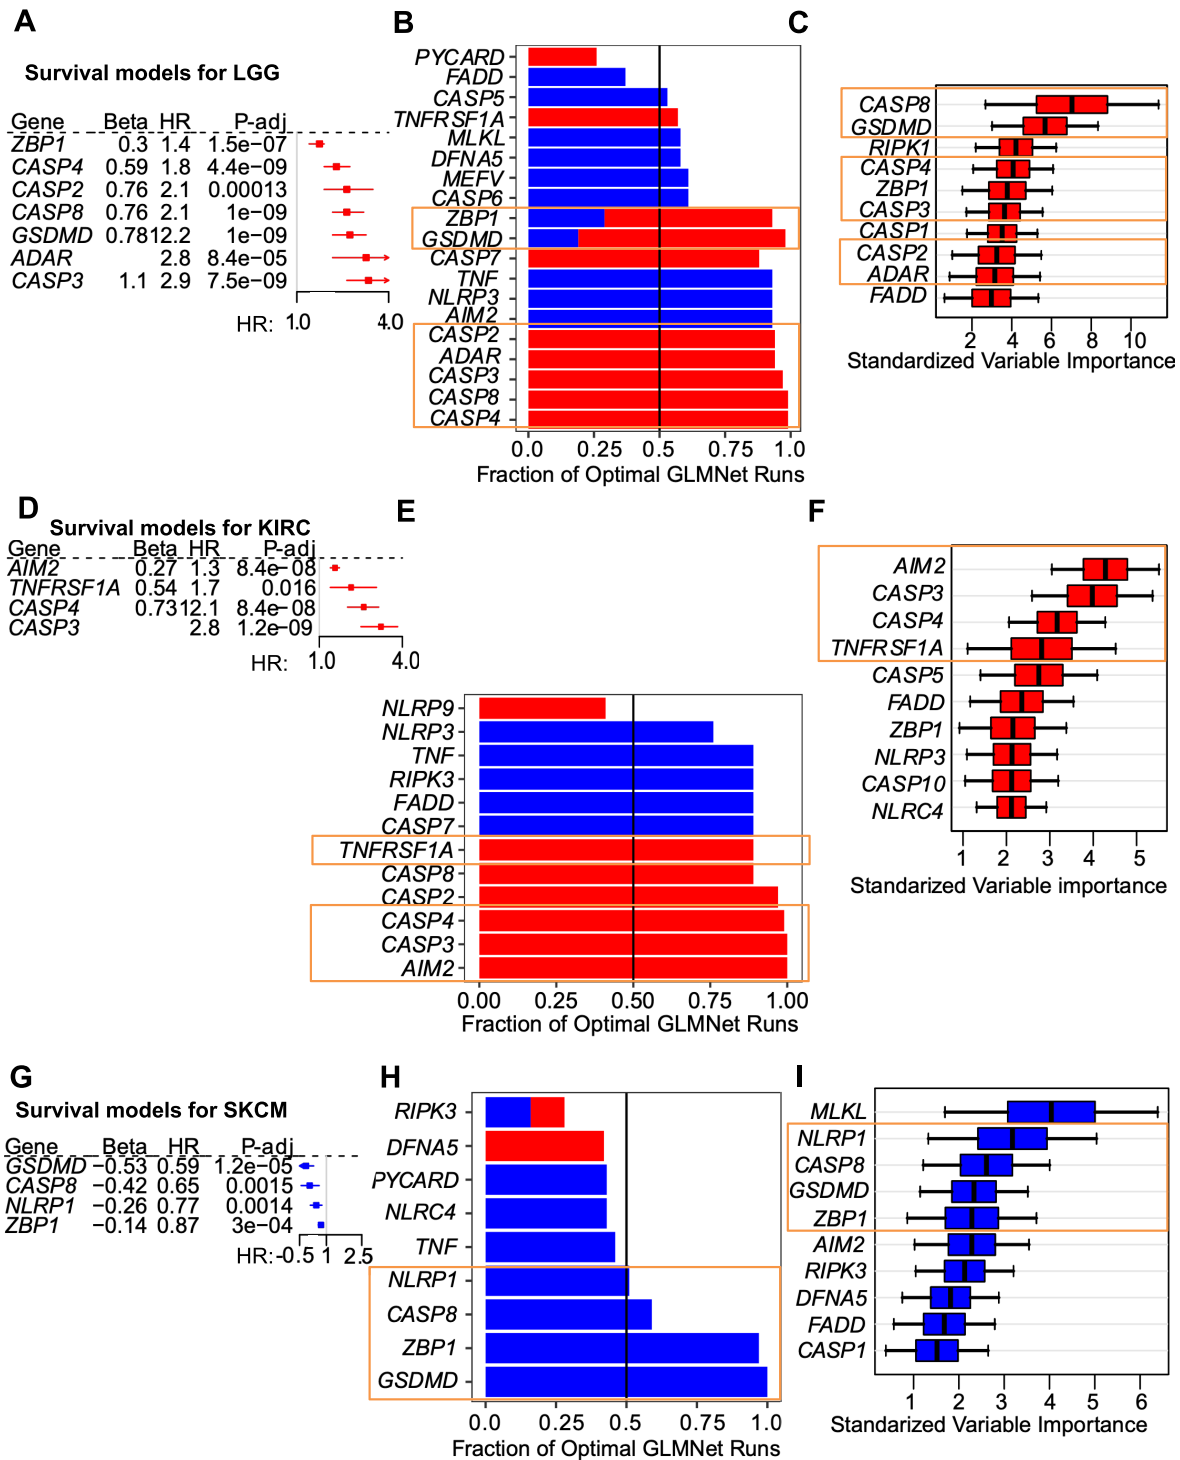 A
Survival models for LGG
Gene Beta HR P-adj
ZBP1 0.3 1.4 1.5e-07
CASP4 0.59 1.8 4.4e-09
CASP2 0.76 2.1 0.00013
CASP8 0.76 2.1 1e-09
GSDMD 0.7812.2 1e-09
ADAR 2.8 8.4e-05
CASP3 1.1 2.9 7.5e-09
HR: 1.0 4.0
B
PYCARD
FADD
CASP5
TNFRSF1A
MLKL
DFNA5
MEFV
CASP6
ZBP1
GSDMD
CASP7
TNF
NLRP3
AIM2
CASP2
ADAR
CASP3
CASP8
CASP4
0.0 0.25 0.5 0.75 1.0
Fraction of Optimal GLMNet Runs
C
CASP8
GSDMD
RIPK1
CASP4
ZBP1
CASP3
CASP1
CASP2
ADAR
FADD
2 4 6 8 10
Standardized Variable Importance
D
Survival models for KIRC
Gene Beta HR P-adj
AIM2 0.27 1.3 8.4e-08
TNFRSF1A 0.54 1.7 0.016
CASP4 0.7312.1 8.4e-08
CASP3 2.8 1.2e-09
HR: 1.0 4.0
E
NLRP9
NLRP3
TNF
RIPK3
FADD
CASP7
TNFRSF1A
CASP8
CASP2
CASP4
CASP3
AIM2
0.00 0.25 0.50 0.75 1.00
Fraction of Optimal GLMNet Runs
F
AIM2
CASP3
CASP4
TNFRSF1A
CASP5
FADD
ZBP1
NLRP3
CASP10
NLRC4
1 2 3 4 5
Standarized Variable importance
G
Survival models for SKCM
Gene Beta HR P-adj
GSDMD −0.53 0.59 1.2e-05
CASP8 −0.42 0.65 0.0015
NLRP1 −0.26 0.77 0.0014
ZBP1 −0.14 0.87 3e-04
HR: -0.5 1 2.5
H
RIPK3
DFNA5
PYCARD
NLRC4
TNF
NLRP1
CASP8
ZBP1
GSDMD
0.0 0.25 0.5 0.75 1.0
Fraction of Optimal GLMNet Runs
I
MLKL
NLRP1
CASP8
GSDMD
ZBP1
AIM2
RIPK3
DFNA5
FADD
CASP1
1 2 3 4 5 6
Standarized Variable Importance